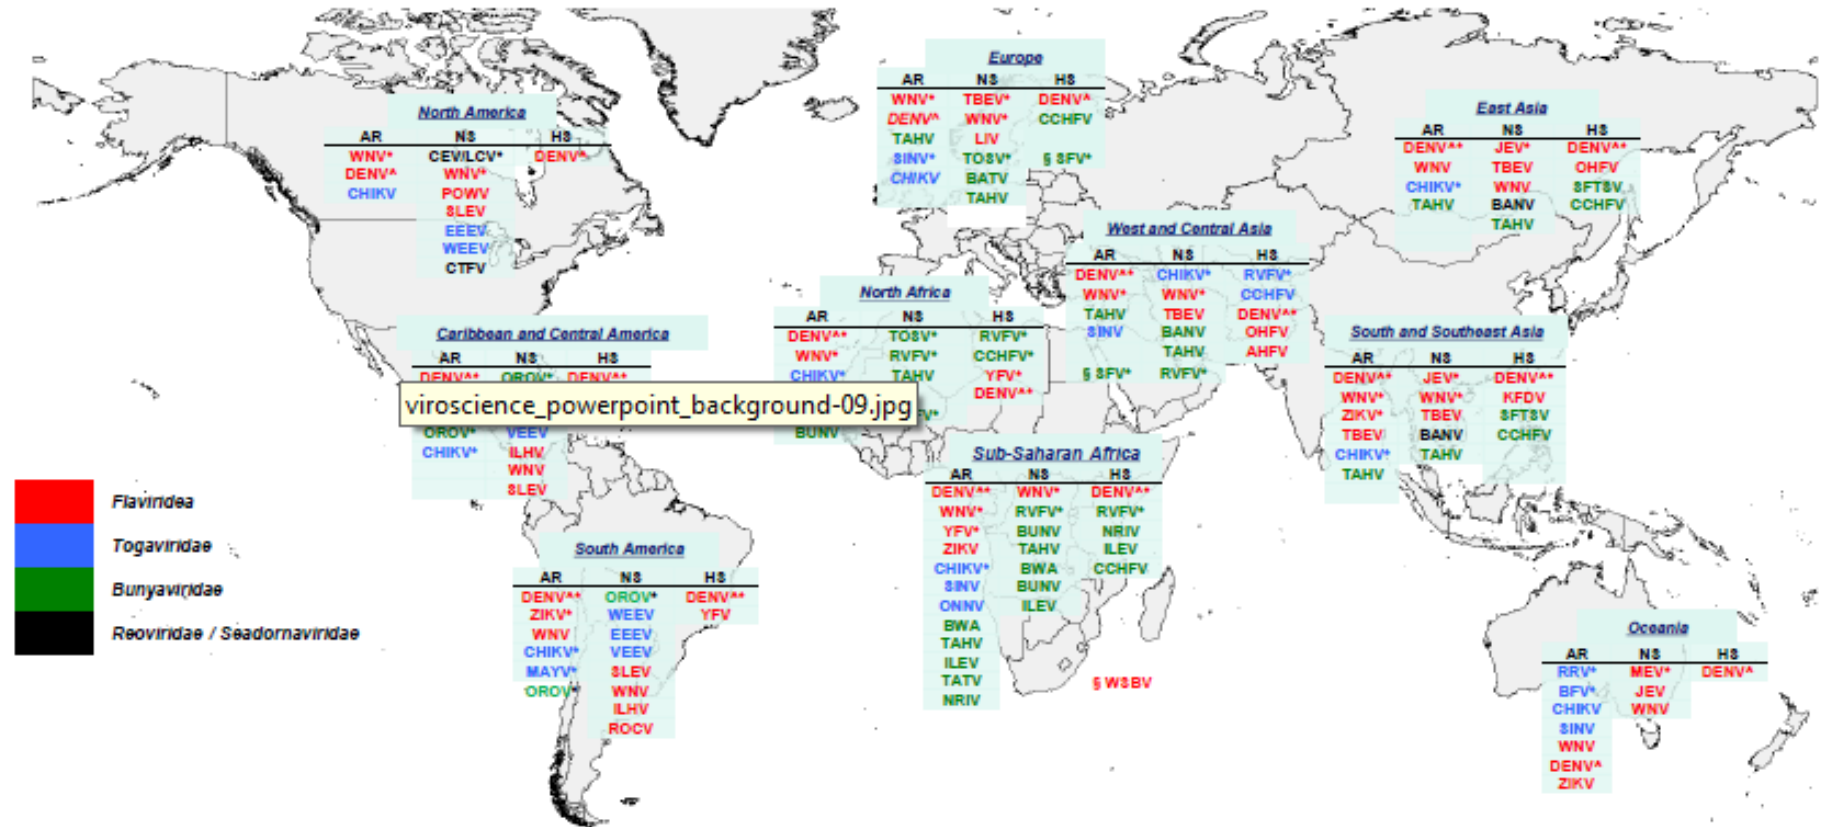 Europe
AR NS HS
WNV* TBEV* DENV^
DENV^ WNV* CCHFV
TAHV LIV
SINV* TOSV* § SFV*
CHIKV BATV
TAHV
North America
AR NS HS
WNV* CEV/LCV* DENV^
DENV^ WNV*
CHIKV POWV
SLEV
EEEV
WEEV
CTFV
East Asia
AR NS HS
DENV^* JEV* DENV^*
WNV TBEV OHFV
CHIKV* WNV SFTSV
TAHV BANV CCHFV
TAHV
West and Central Asia
AR NS HS
DENV^* CHIKV* RVFV*
WNV* WNV* CCHFV
TAHV TBEV DENV^*
SINV BANV OHFV
TAHV AHFV
§ SFV* RVFV*
North Africa
AR NS HS
DENV^* TOSV* RVFV*
WNV* RVFV* CCHFV*
CHIKV* TAHV YFV*
DENV^*
BUNV
Caribbean and Central America
AR NS HS
DENV^* OROV* DENV^*
viroscience_powerpoint_background-09.jpg
OROV* VEEV
CHIKV* ILHV
WNV
SLEV
South and Southeast Asia
AR NS HS
DENV^* JEV* DENV^*
WNV* WNV* KFDV
ZIKV* TBEV SFTSV
TBEV BANV CCHFV
CHIKV* TAHV
TAHV
Sub-Saharan Africa
AR NS HS
DENV^* WNV* DENV^*
WNV* RVFV* RVFV*
YFV* BUNV NRIV
ZIKV TAHV ILEV
CHIKV* BWA CCHFV
SINV BUNV
ONNV ILEV
BWA
TAHV
ILEV
TATV
NRIV
§ WSBV
Flaviridea
Togaviridae
Bunyaviridae
Reoviridae / Seadornaviridae
South America
AR NS HS
DENV^* OROV* DENV^*
ZIKV* WEEV YFV
WNV EEEV
CHIKV* VEEV
MAYV* SLEV
OROV* WNV
ILHV
ROCV
Oceania
AR NS HS
RRV* MEV* DENV^
BFV* JEV
CHIKV WNV
SINV
WNV
DENV^
ZIKV